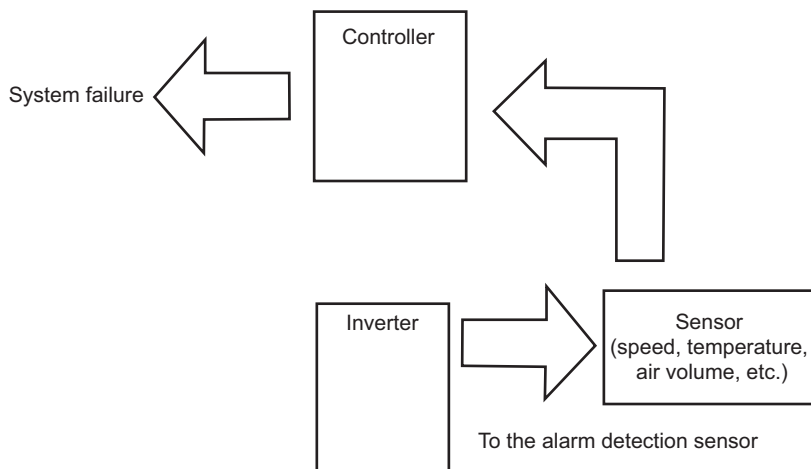 Controller
System failure
Inverter
Sensor
(speed, temperature,
air volume, etc.)
To the alarm detection sensor